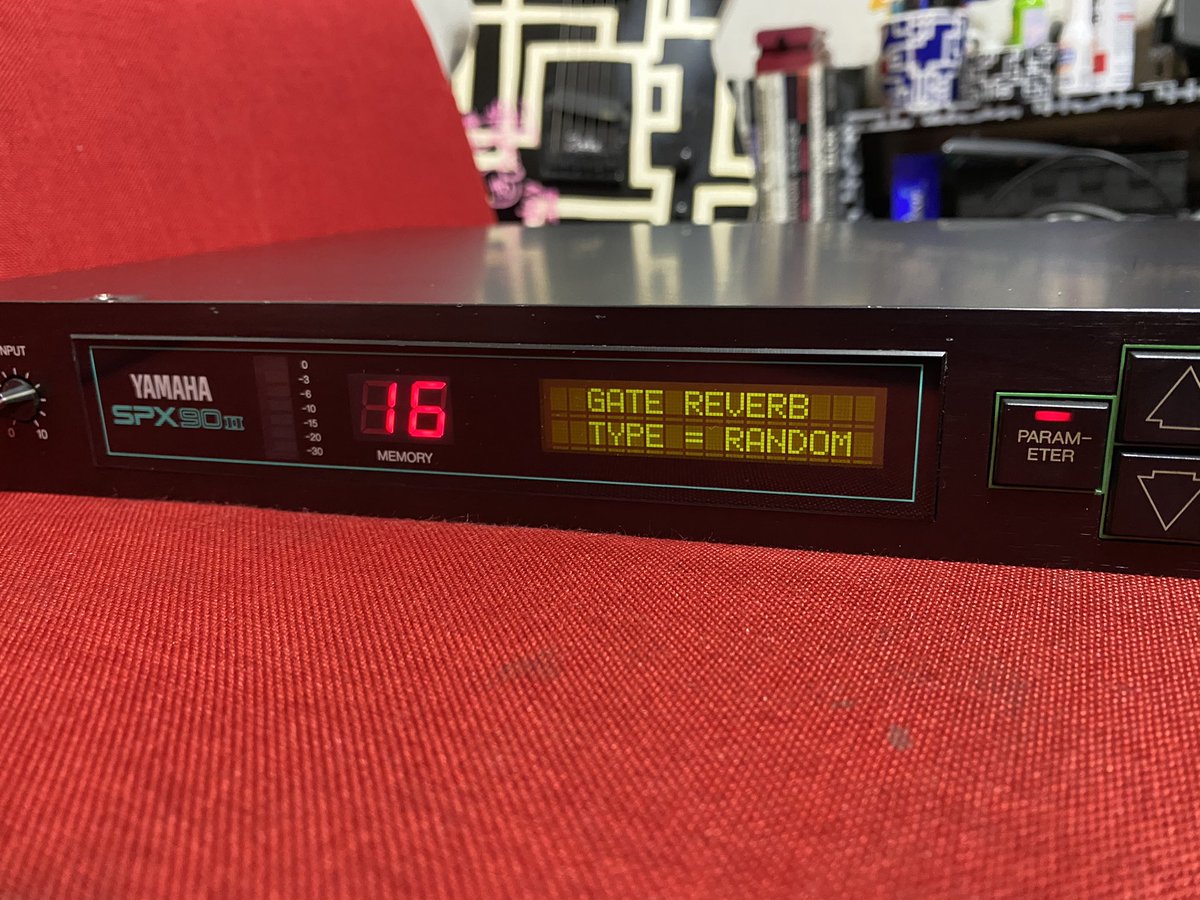 INPUT
0 10
YAMAHA
SPX90II
0
-3
-6
-10
-15
-20
-30
16
MEMORY
GATE REVERB
TYPE = RANDOM
PARAM-
ETER